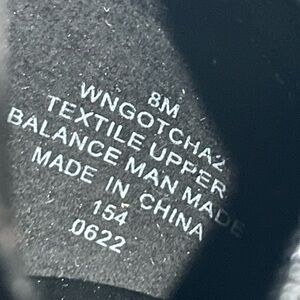 8M
WNGOTCHA2
TEXTILE UPPER
BALANCE MAN MADE
MADE IN CHINA
154
0622